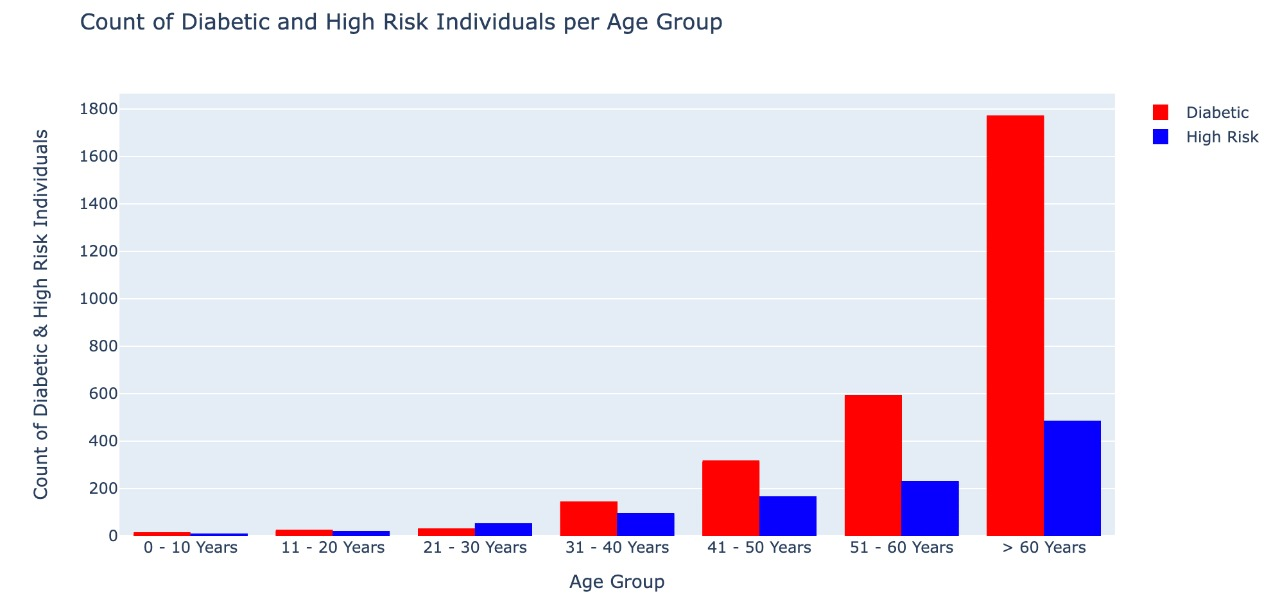 Count of Diabetic and High Risk Individuals per Age Group
Count of Diabetic & High Risk Individuals
1800
1600
1400
1200
1000
800
600
400
200
0
0 - 10 Years
11 - 20 Years
21 - 30 Years
31 - 40 Years
41 - 50 Years
51 - 60 Years
> 60 Years
Age Group
Diabetic
High Risk